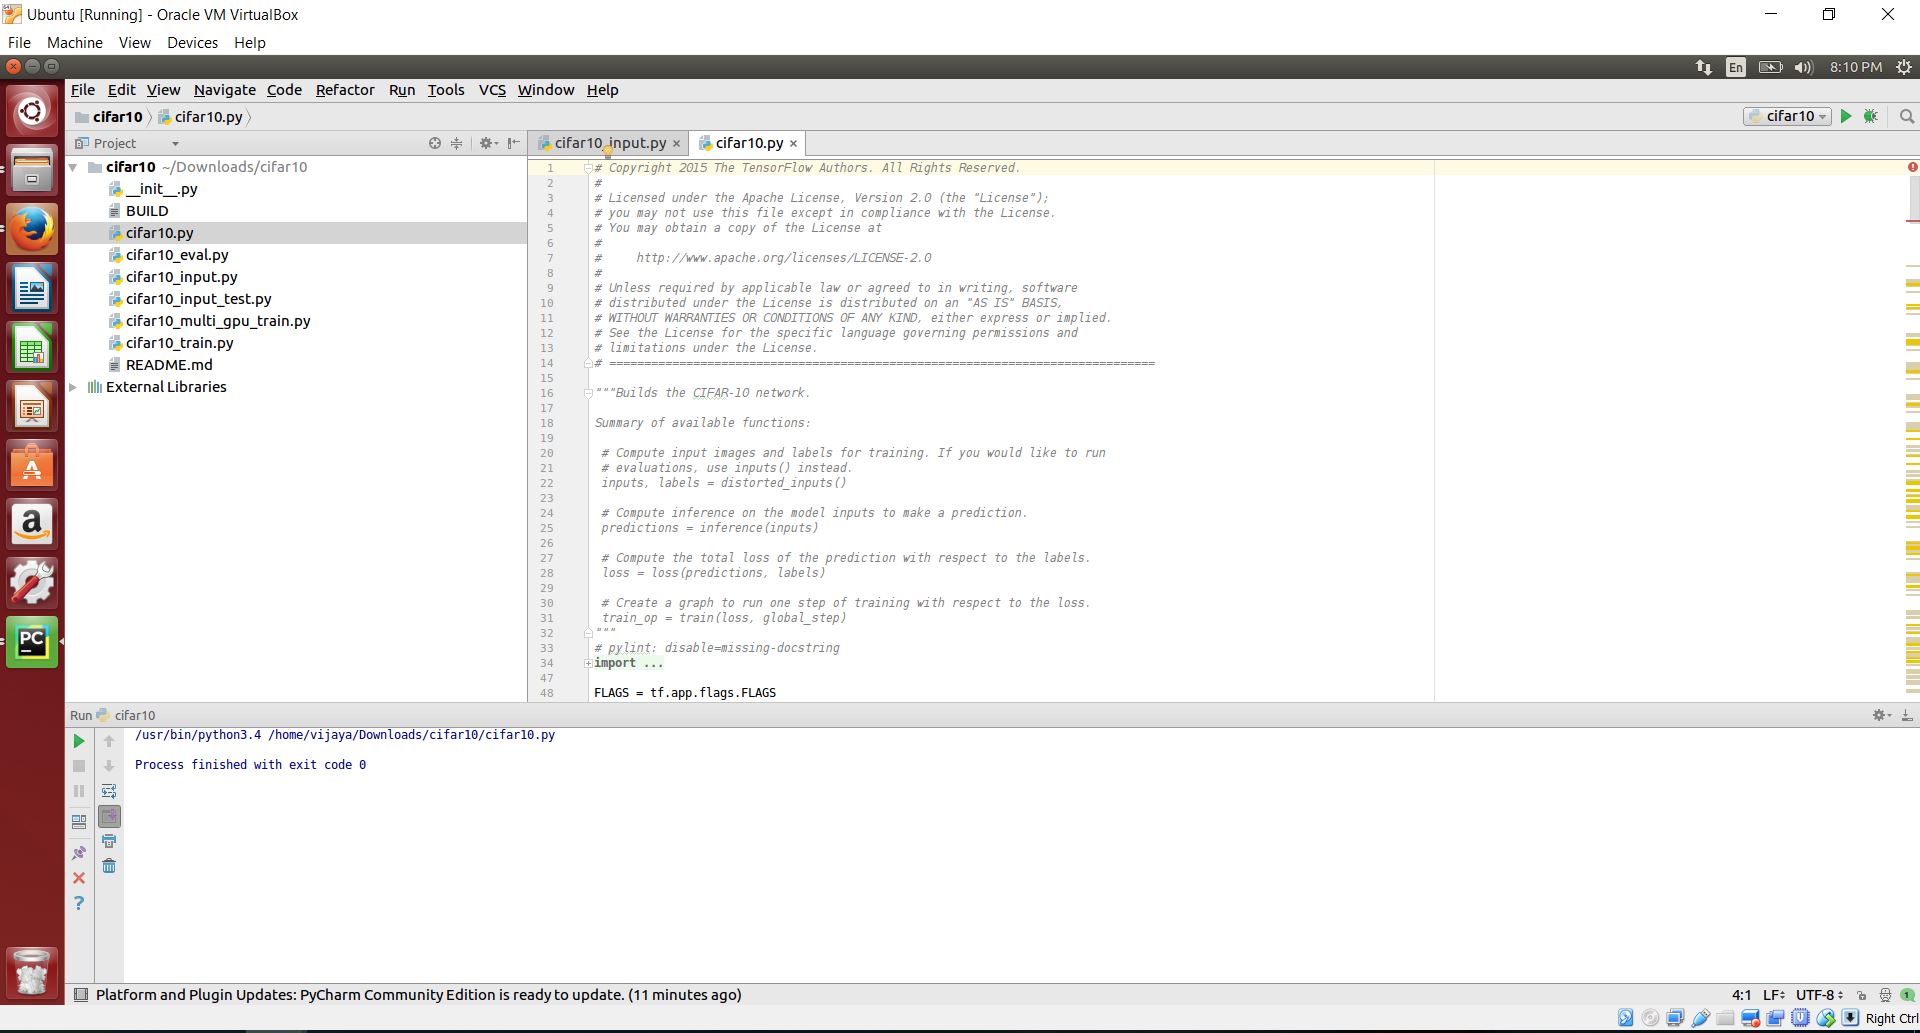 Ubuntu [Running] - Oracle VM VirtualBox
File Machine View Devices Help
En 8:10 PM
File Edit View Navigate Code Refactor Run Tools VCS Window Help
cifar10 cifar10.py cifar10
Project cifar10_input.py cifar10.py
cifar10 ~/Downloads/cifar10
__init__.py
BUILD
cifar10.py
cifar10_eval.py
cifar10_input.py
cifar10_input_test.py
cifar10_multi_gpu_train.py
cifar10_train.py
README.md
External Libraries
PC
1 # Copyright 2015 The TensorFlow Authors. All Rights Reserved.
2 #
3 # Licensed under the Apache License, Version 2.0 (the "License");
4 # you may not use this file except in compliance with the License.
5 # You may obtain a copy of the License at
6 #
7 #     http://www.apache.org/licenses/LICENSE-2.0
8 #
9 # Unless required by applicable law or agreed to in writing, software
10 # distributed under the License is distributed on an "AS IS" BASIS,
11 # WITHOUT WARRANTIES OR CONDITIONS OF ANY KIND, either express or implied.
12 # See the License for the specific language governing permissions and
13 # limitations under the License.
14 # ==============================================================================
15
16 """Builds the CIFAR-10 network.
17
18 Summary of available functions:
19
20 # Compute input images and labels for training. If you would like to run
21 # evaluations, use inputs() instead.
22 inputs, labels = distorted_inputs()
23
24 # Compute inference on the model inputs to make a prediction.
25 predictions = inference(inputs)
26
27 # Compute the total loss of the prediction with respect to the labels.
28 loss = loss(predictions, labels)
29
30 # Create a graph to run one step of training with respect to the loss.
31 train_op = train(loss, global_step)
32 """
33 # pylint: disable=missing-docstring
34 import ...
47
48 FLAGS = tf.app.flags.FLAGS
Run cifar10
/usr/bin/python3.4 /home/vijaya/Downloads/cifar10/cifar10.py
Process finished with exit code 0
Platform and Plugin Updates: PyCharm Community Edition is ready to update. (11 minutes ago) 4:1 LF UTF-8 1
Right Ctrl